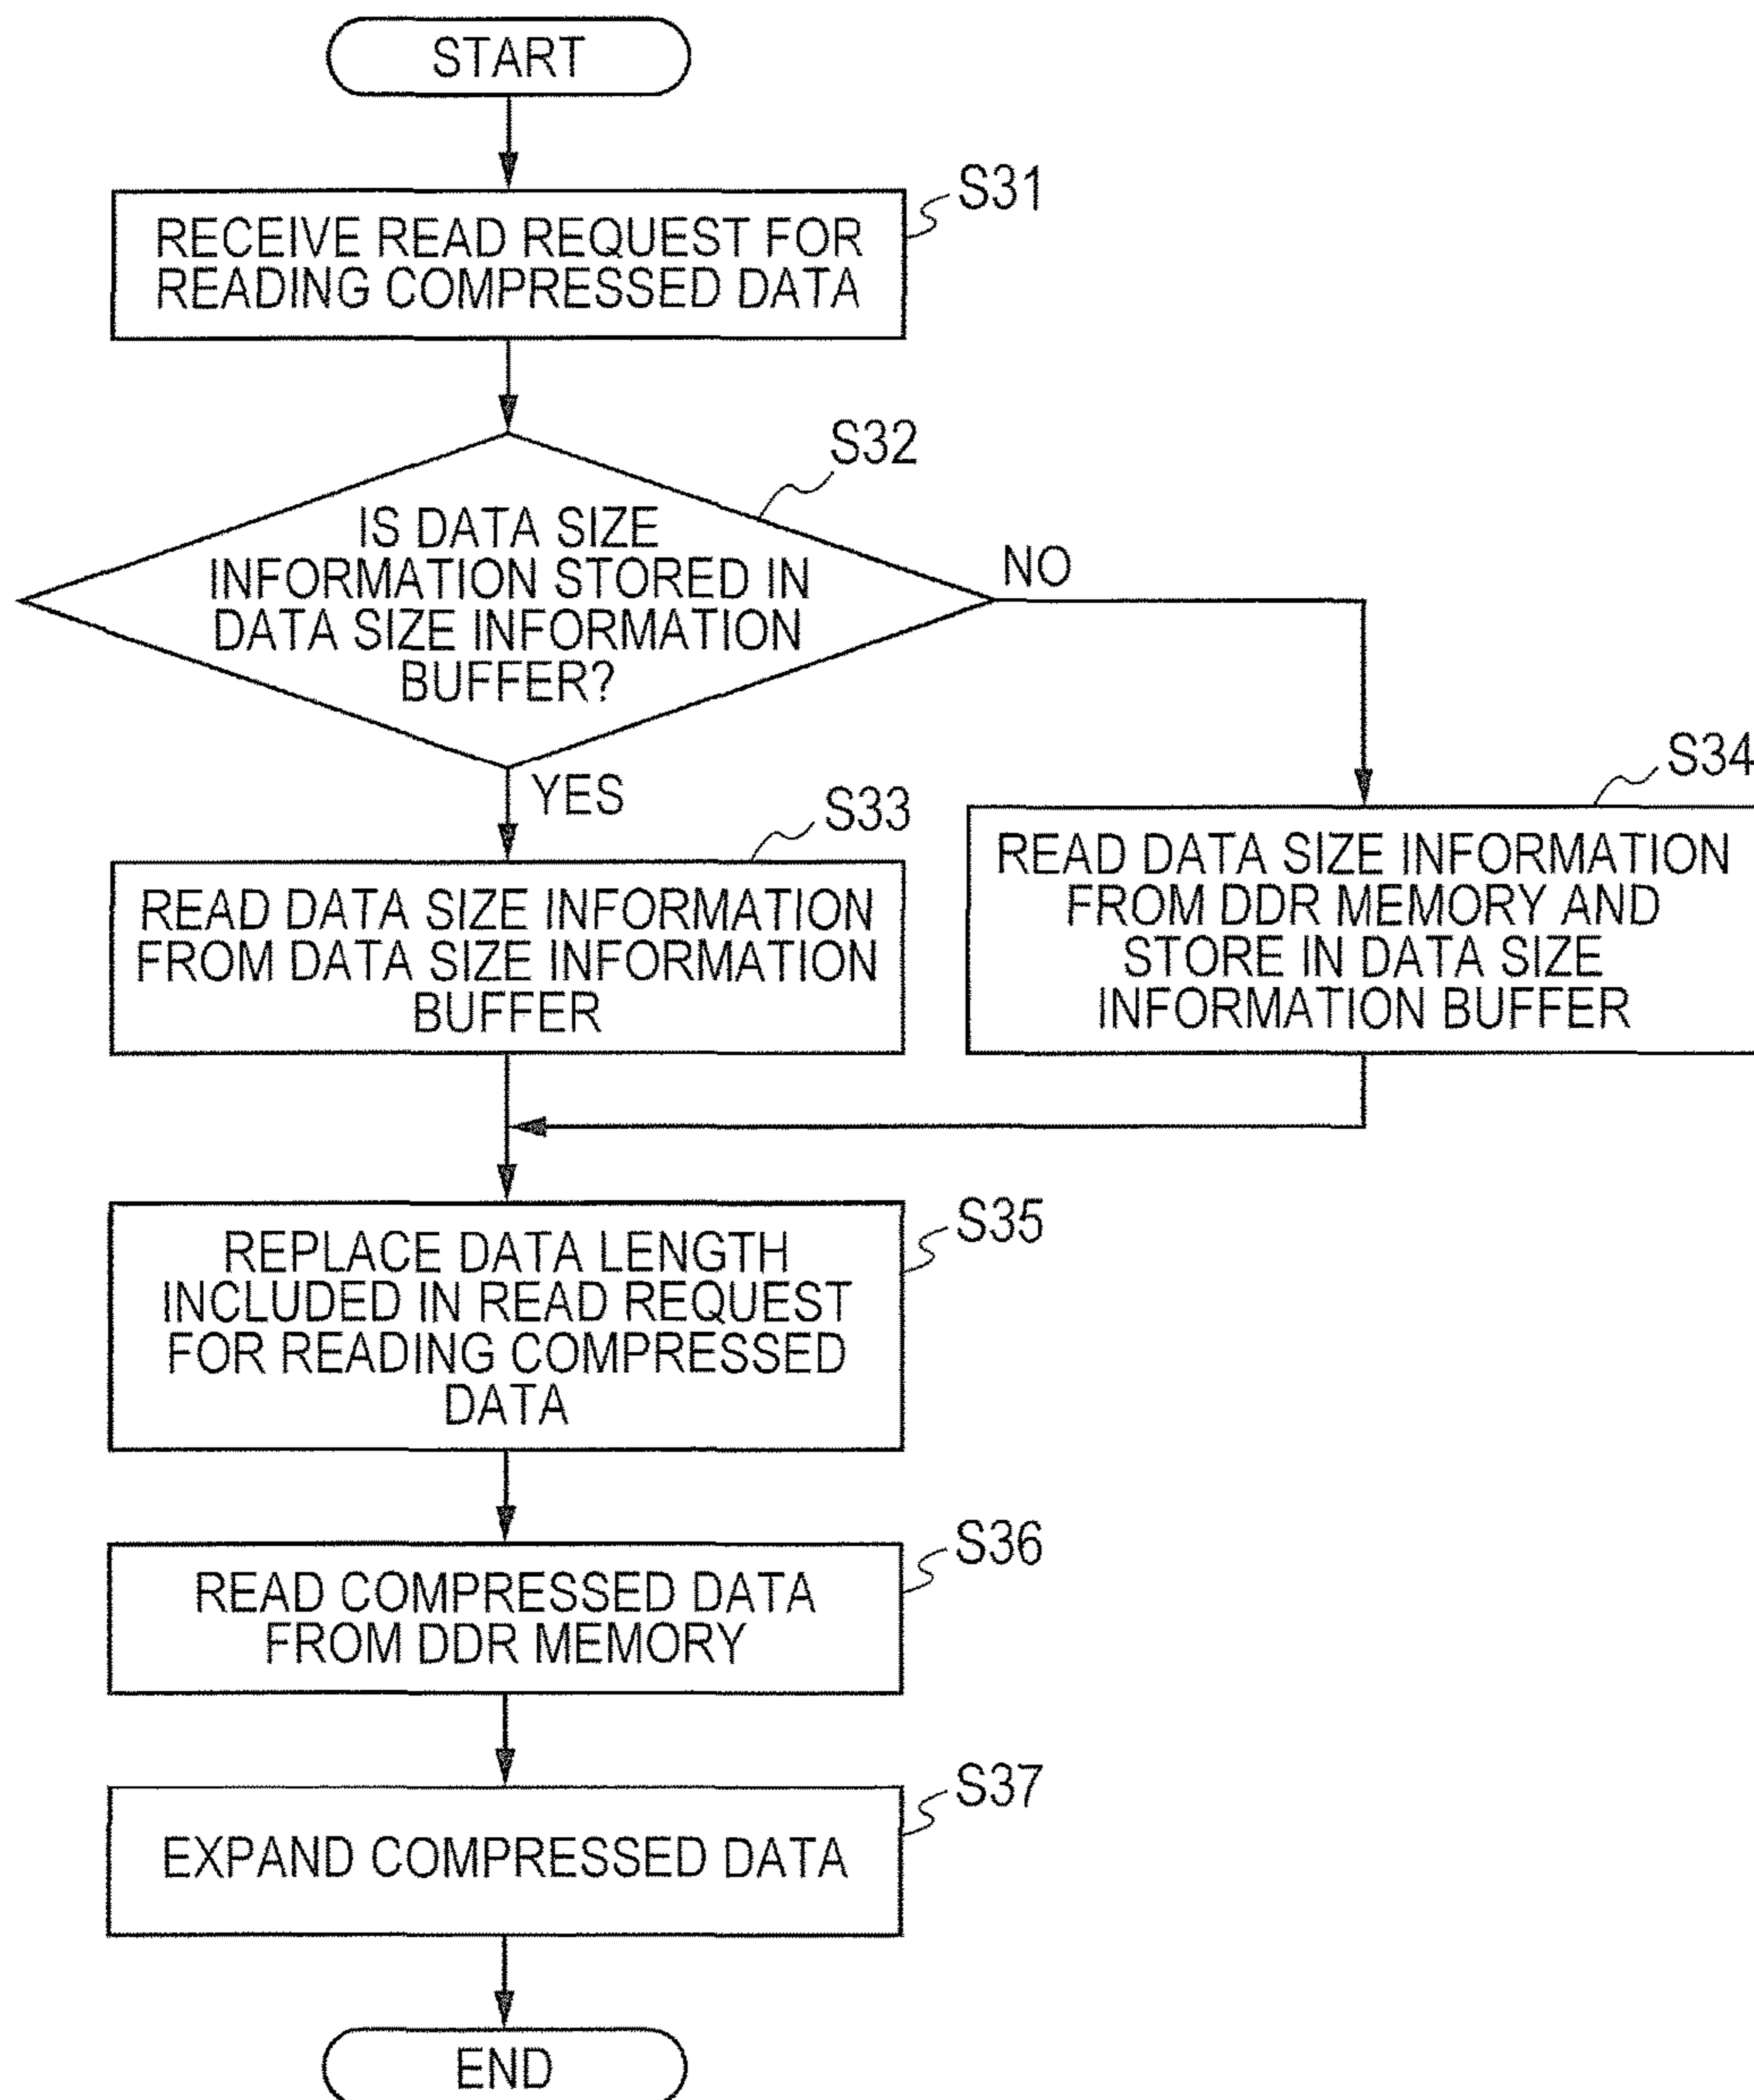 START
S31
RECEIVE READ REQUEST FOR
READING COMPRESSED DATA
S32
IS DATA SIZE
INFORMATION STORED IN
DATA SIZE INFORMATION
BUFFER?
NO
YES
S33
READ DATA SIZE INFORMATION
FROM DATA SIZE INFORMATION
BUFFER
S34
READ DATA SIZE INFORMATION
FROM DDR MEMORY AND
STORE IN DATA SIZE
INFORMATION BUFFER
S35
REPLACE DATA LENGTH
INCLUDED IN READ REQUEST
FOR READING COMPRESSED
DATA
S36
READ COMPRESSED DATA
FROM DDR MEMORY
S37
EXPAND COMPRESSED DATA
END